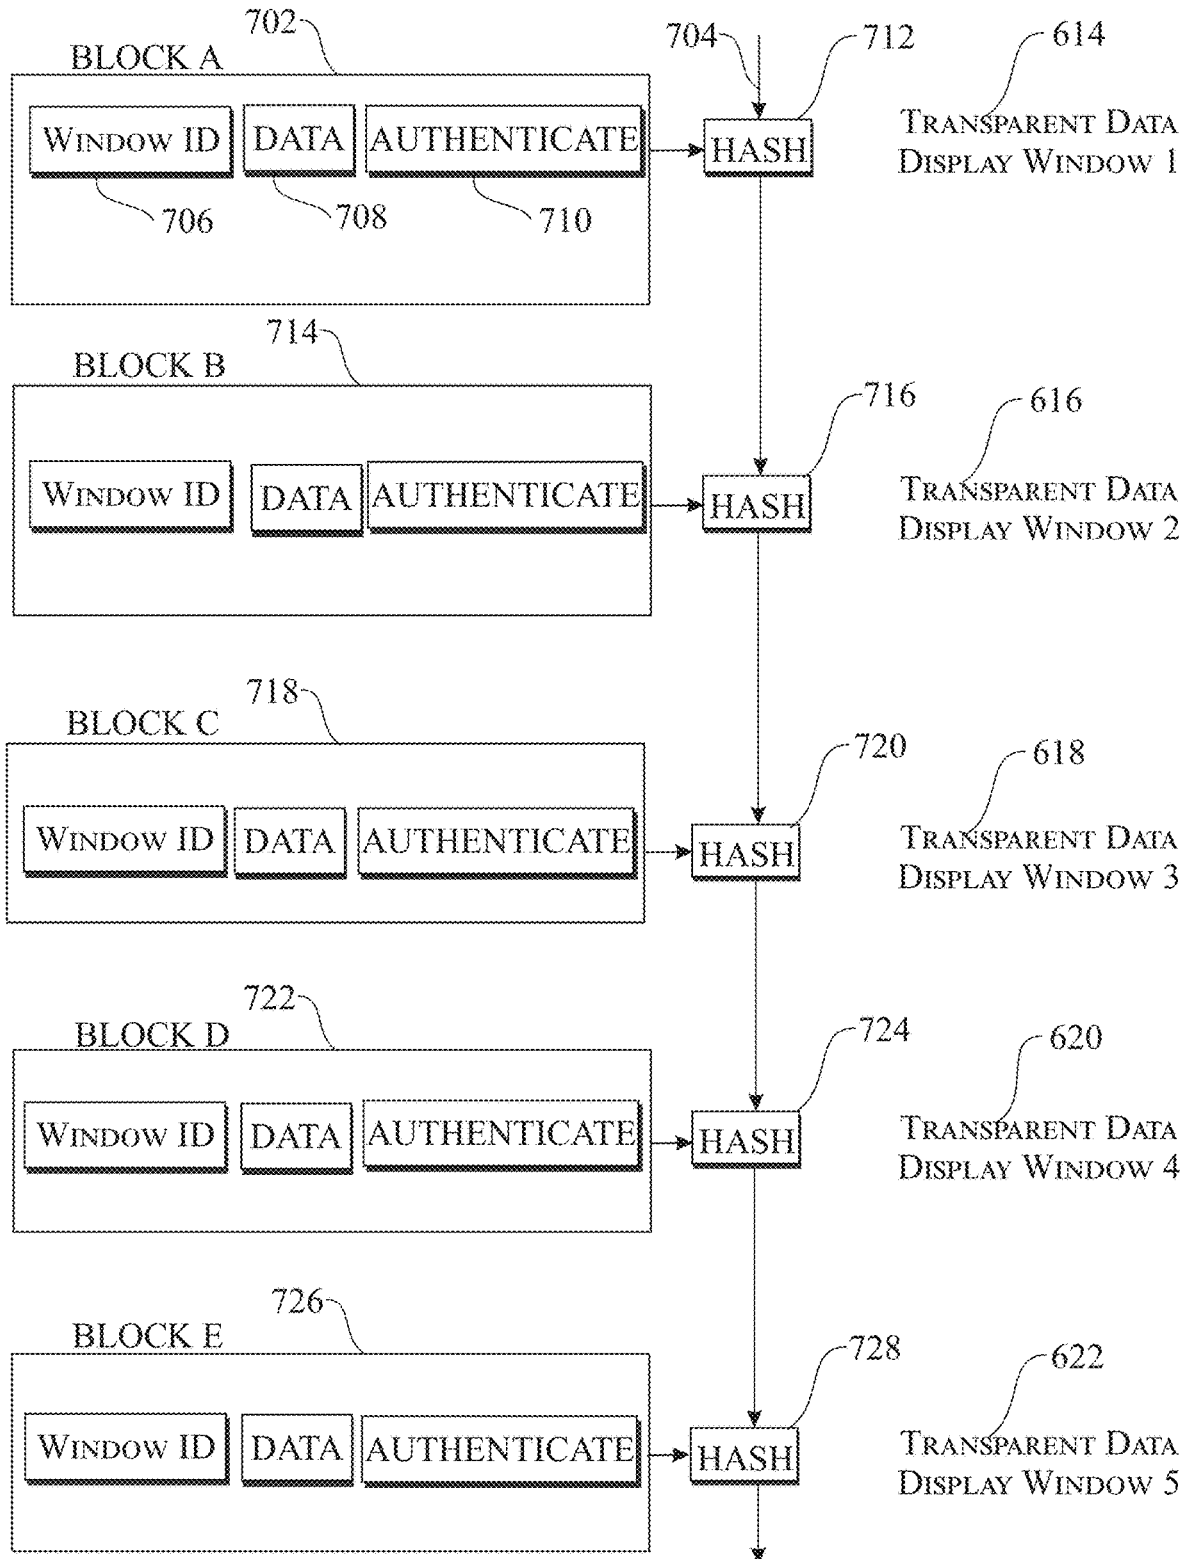 702
BLOCK A
704
712
614
WINDOW ID
DATA
AUTHENTICATE
HASH
TRANSPARENT DATA
DISPLAY WINDOW 1
706
708
710
714
BLOCK B
716
616
WINDOW ID
DATA
AUTHENTICATE
HASH
TRANSPARENT DATA
DISPLAY WINDOW 2
718
BLOCK C
720
618
WINDOW ID
DATA
AUTHENTICATE
HASH
TRANSPARENT DATA
DISPLAY WINDOW 3
722
BLOCK D
724
620
WINDOW ID
DATA
AUTHENTICATE
HASH
TRANSPARENT DATA
DISPLAY WINDOW 4
726
BLOCK E
728
622
WINDOW ID
DATA
AUTHENTICATE
HASH
TRANSPARENT DATA
DISPLAY WINDOW 5